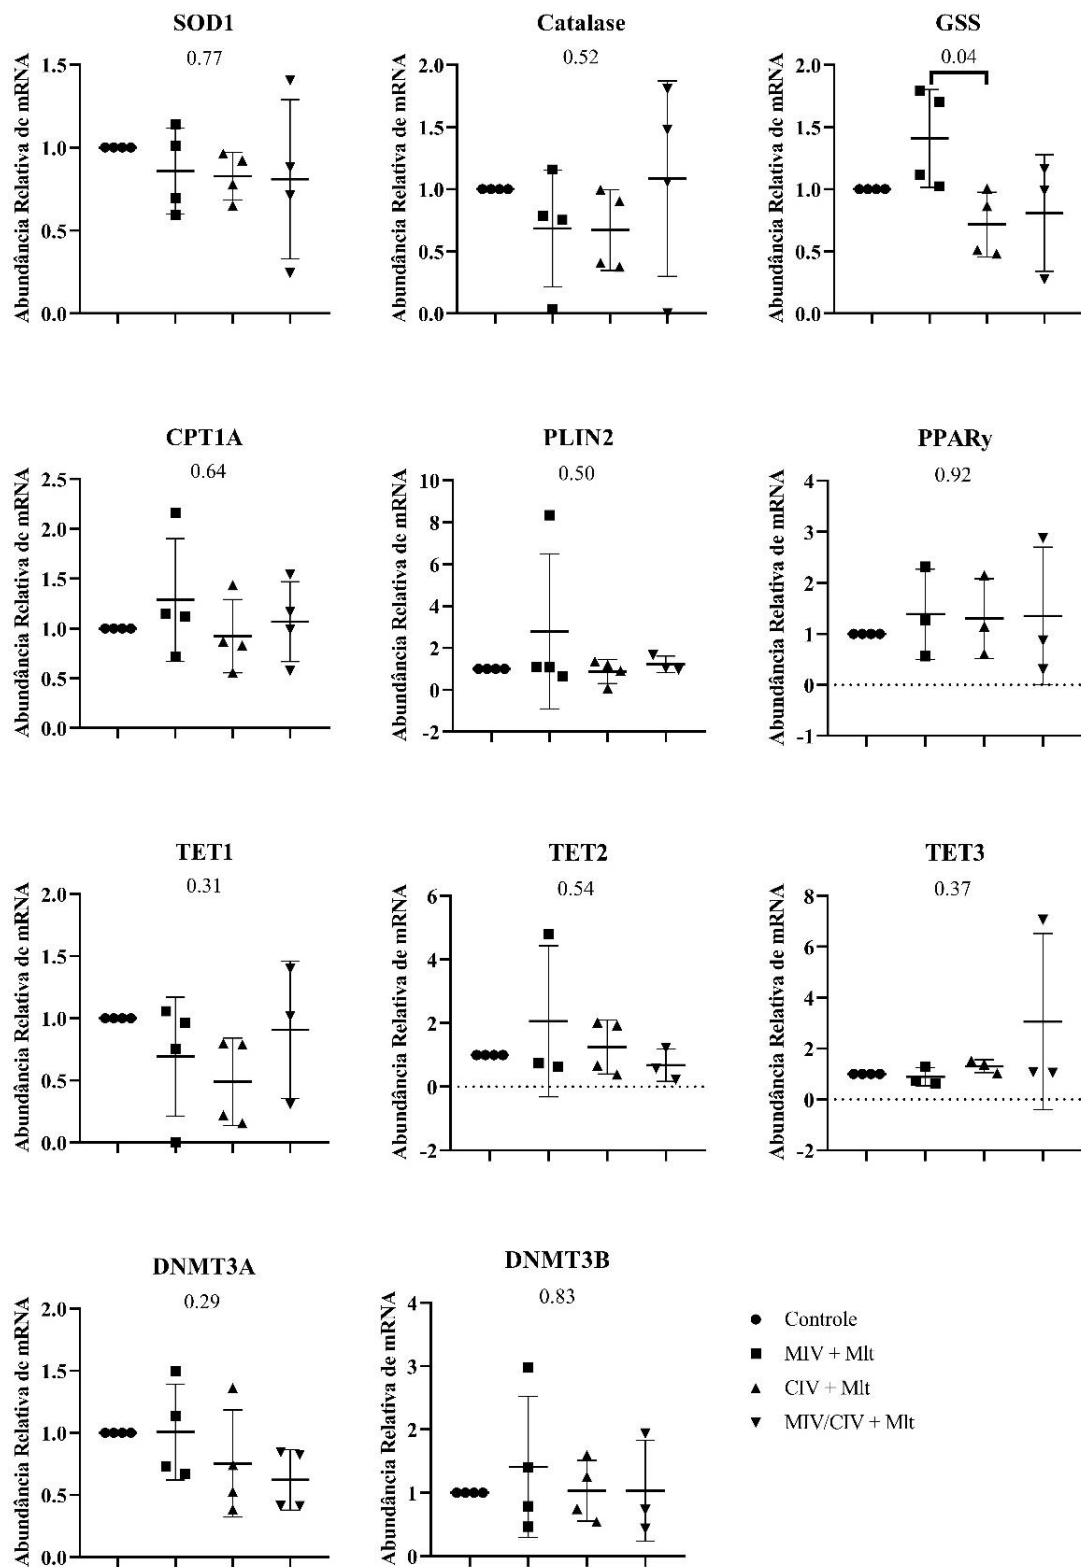 SOD1
0.77
Abundância Relativa de mRNA
1.5
1.0
0.5
0.0
Catalase
0.52
Abundância Relativa de mRNA
2.0
1.5
1.0
0.5
0.0
GSS
0.04
Abundância Relativa de mRNA
2.0
1.5
1.0
0.5
0.0
CPT1A
0.64
Abundância Relativa de mRNA
2.5
2.0
1.5
1.0
0.5
0.0
PLIN2
0.50
Abundância Relativa de mRNA
10
8
6
4
2
0
-2
PPARy
0.92
Abundância Relativa de mRNA
4
3
2
1
0
-1
TET1
0.31
Abundância Relativa de mRNA
2.0
1.5
1.0
0.5
0.0
TET2
0.54
Abundância Relativa de mRNA
6
4
2
0
-2
TET3
0.37
Abundância Relativa de mRNA
8
6
4
2
0
-2
DNMT3A
0.29
Abundância Relativa de mRNA
2.0
1.5
1.0
0.5
0.0
DNMT3B
0.83
Abundância Relativa de mRNA
4
3
2
1
0
Controle
MIV + Mlt
CIV + Mlt
MIV/CIV + Mlt